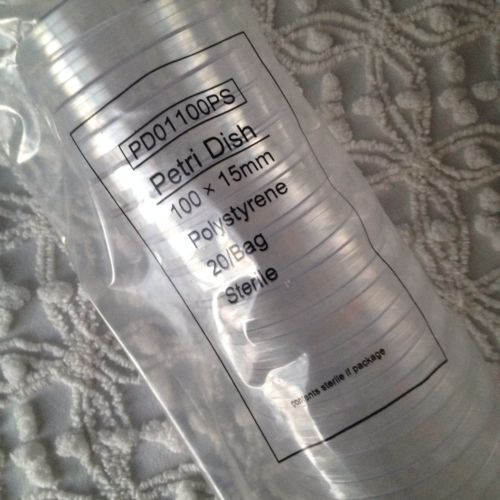 PD01100PS
Petri Dish
100 × 15mm
Polystyrene
20/Bag
Sterile
contents sterile if package